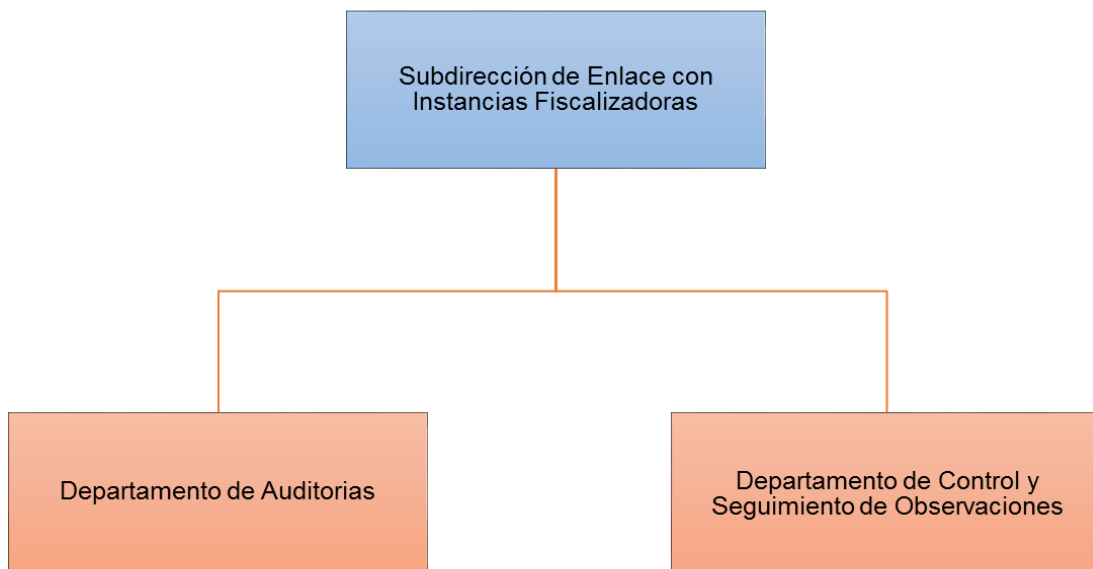 Subdirección de Enlace con
Instancias Fiscalizadoras
Departamento de Auditorias
Departamento de Control y
Seguimiento de Observaciones